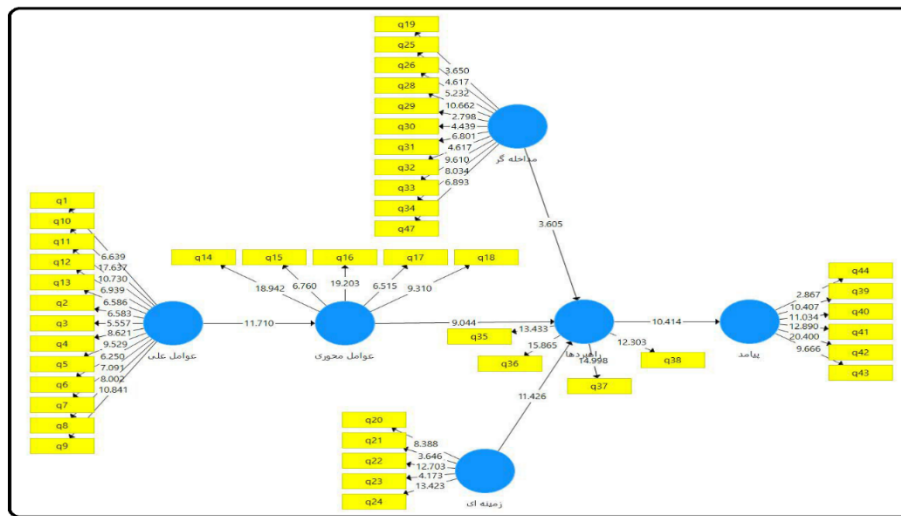 q19
q25
q26
q28
q29
q30
q31
q32
q33
q34
q47
3.650
4.617
5.232
10.662
2.798
4.439
6.801
4.617
9.610
8.034
6.893
مداخله گر
3.605
q1
q10
q11
q12
q13
q2
q3
q4
q5
q6
q7
q8
q9
6.639
17.637
10.730
6.939
6.586
6.583
5.557
8.621
9.529
6.250
7.091
8.002
10.841
عوامل علی
11.710
q14
q15
q16
q17
q18
18.942
6.760
19.203
6.515
9.310
عوامل محوری
9.044
q35
13.433
q36
15.865
راهبردها
14.998
q37
12.303
q38
10.414
q44
q39
q40
q41
q42
q43
2.867
10.407
11.034
12.890
20.400
9.666
پیامد
11.426
q20
q21
q22
q23
q24
8.388
3.646
12.703
4.173
13.423
زمینه ای